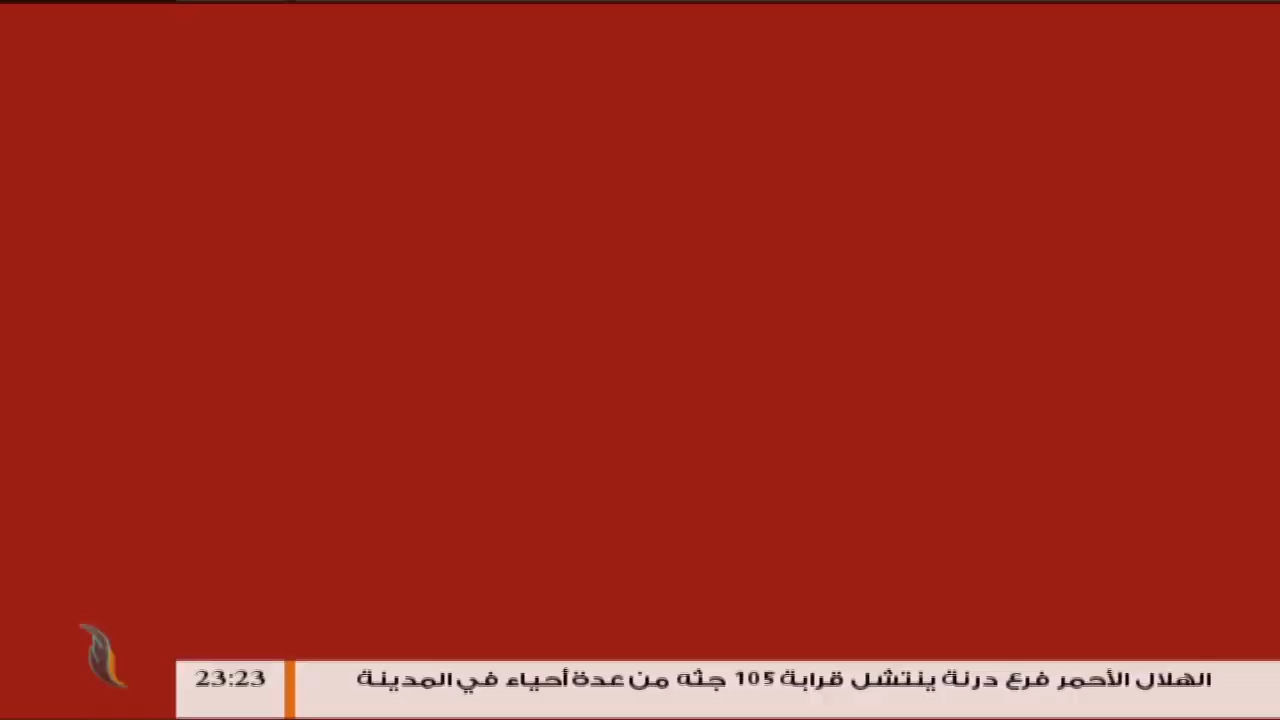 الهلال الأحمر فرع درنة ينتشل قرابة 105 جثه من عدة أحياء في المدينة
23:23